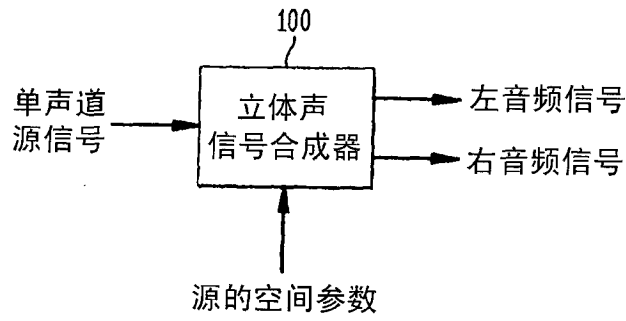 100
单声道
源信号
立体声
信号合成器
左音频信号
右音频信号
源的空间参数